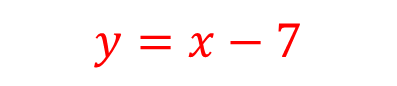 y = x − 7